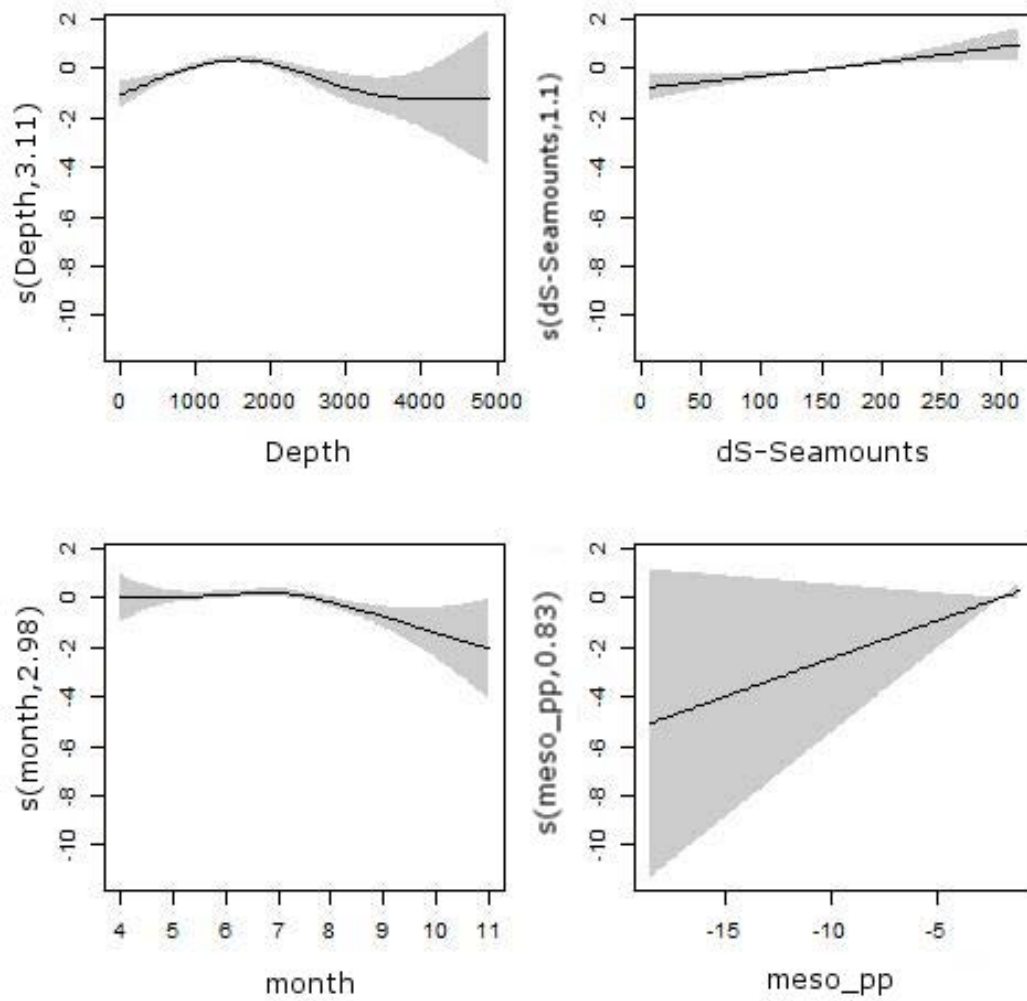 s(Depth,3.11)
2
0
-2
-4
-6
-8
-10
0 1000 2000 3000 4000 5000
Depth
s(dS-Seamounts,1.1)
2
0
-2
-4
-6
-8
-10
0 50 100 150 200 250 300
dS-Seamounts
s(month,2.98)
2
0
-2
-4
-6
-8
-10
4 5 6 7 8 9 10 11
month
s(meso_pp,0.83)
2
0
-2
-4
-6
-8
-10
-15 -10 -5
meso_pp